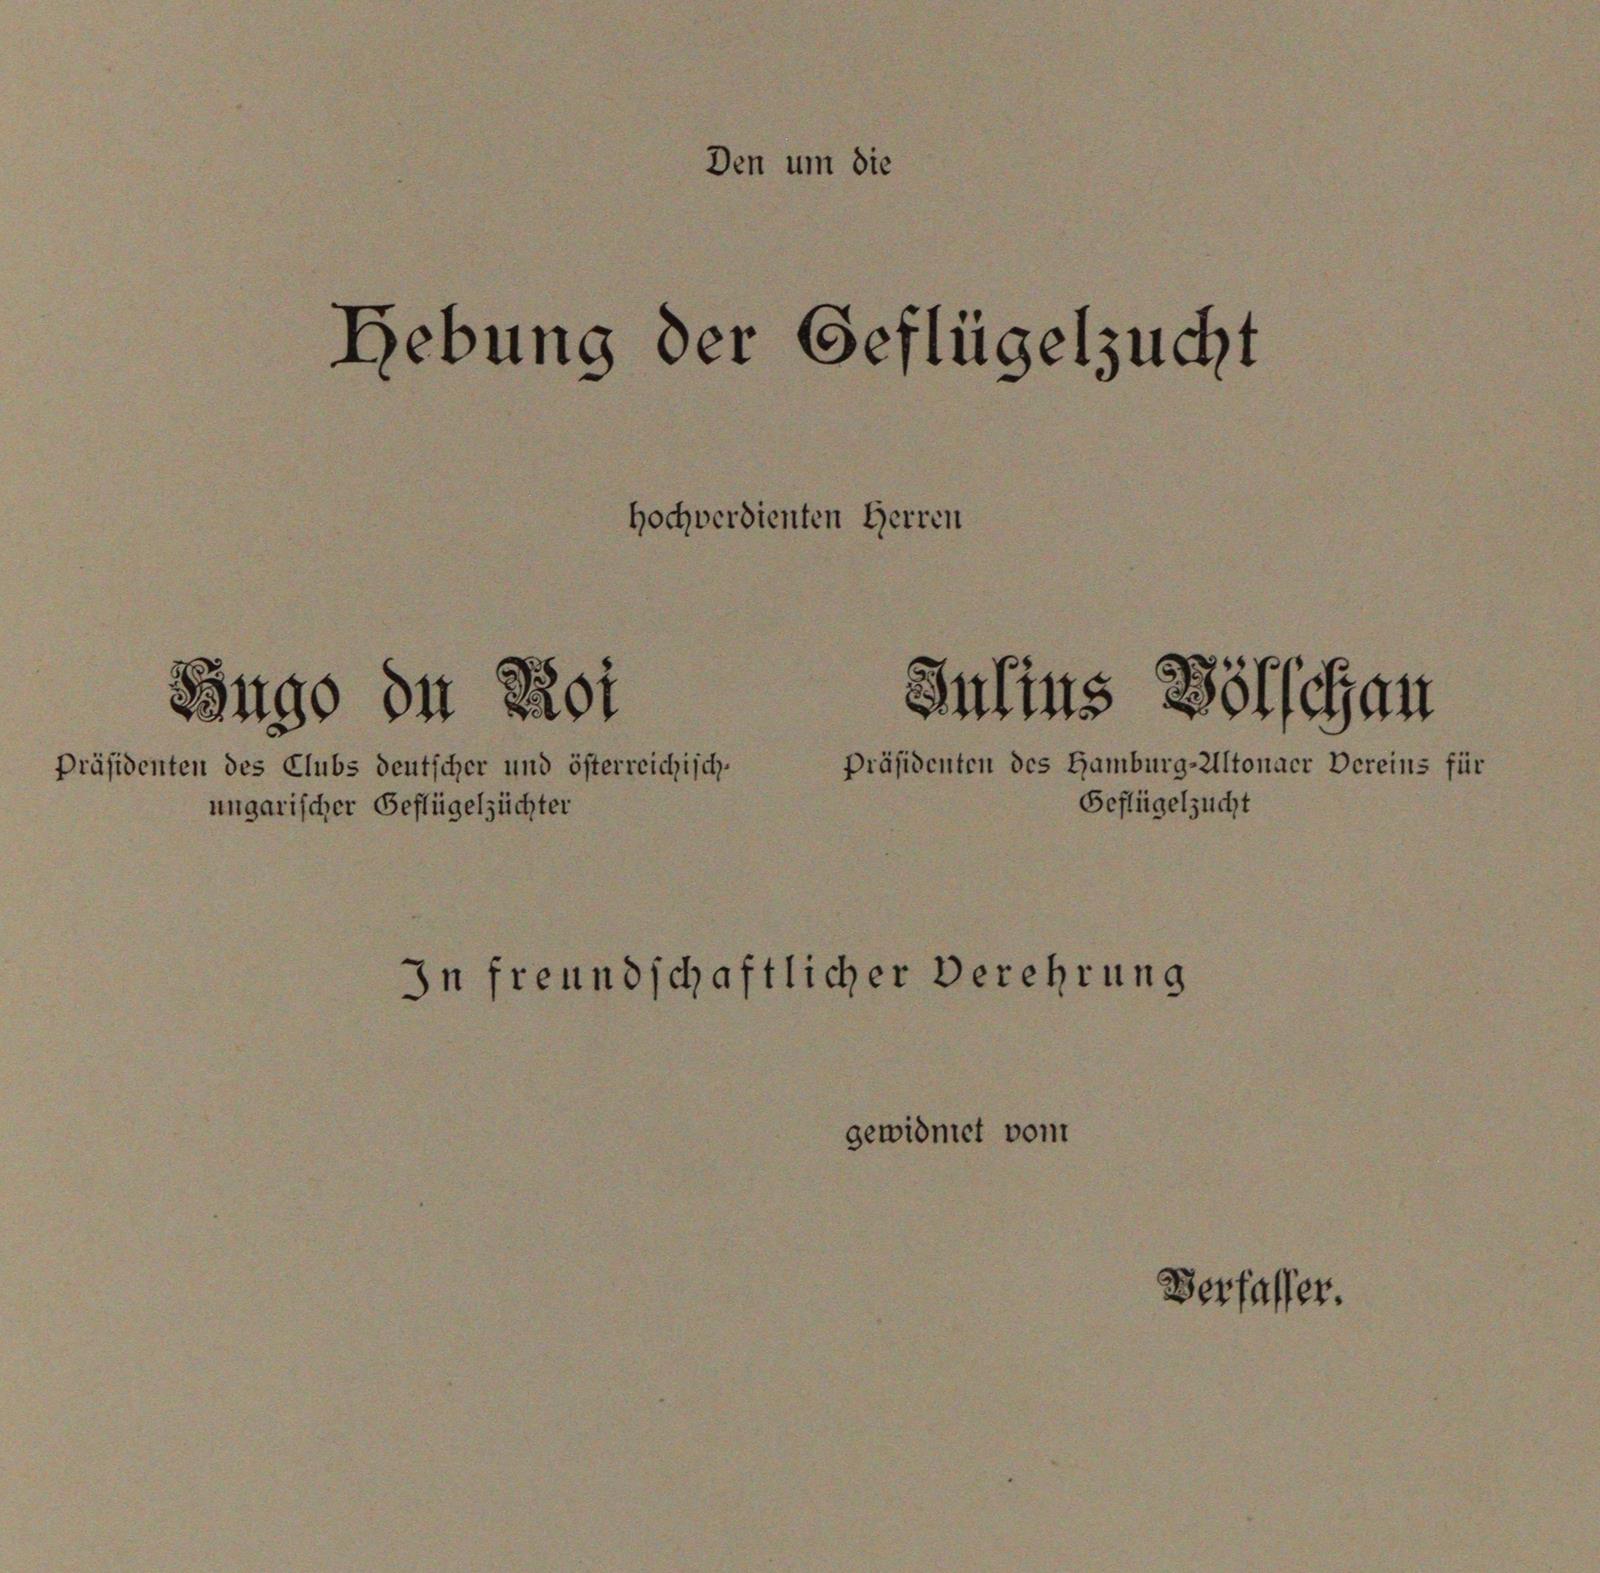 Den um die
Hebung der Geflügelzucht
hochverdienten Herren
Hugo du Roi
Präſidenten des Clubs deutſcher und öſterreichiſch-
ungariſcher Geflügelzüchter
Julius Völſchau
Präſidenten des Hamburg-Altonaer Vereins für
Geflügelzucht
In freundſchaftlicher Verehrung
gewidmet vom
Verfaſſer.